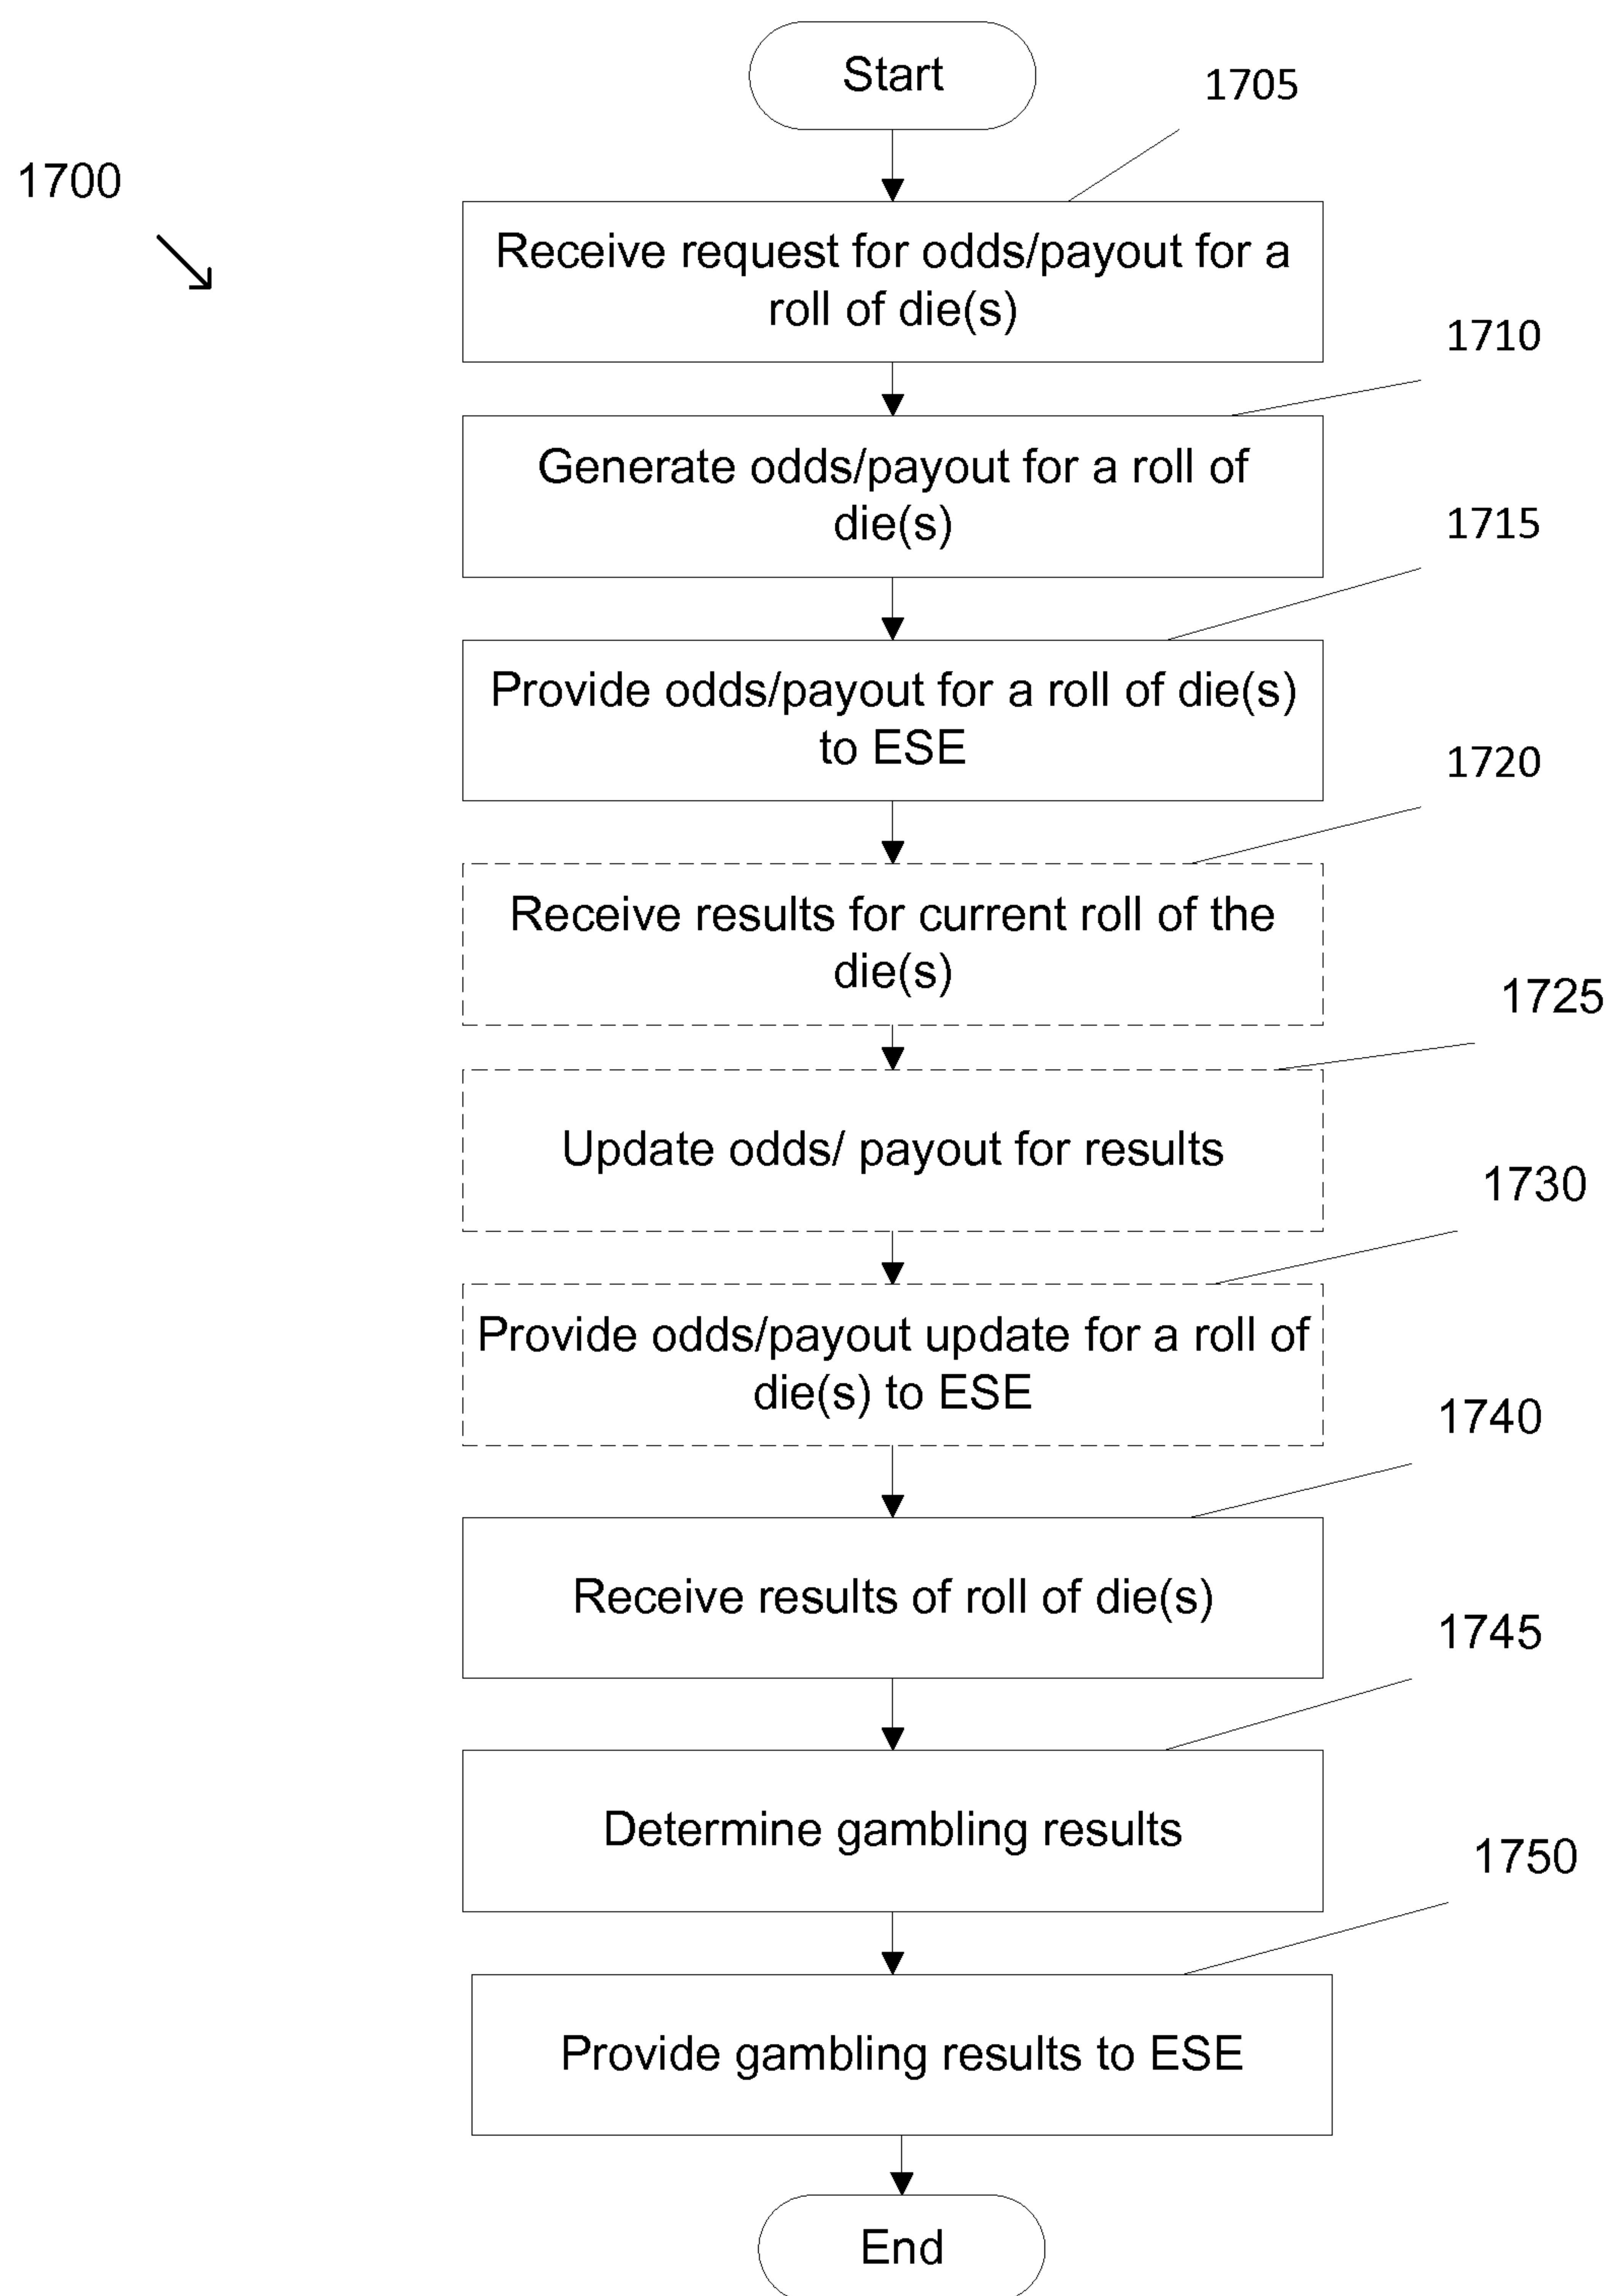 Start
1705
1700
Receive request for odds/payout for a
roll of die(s)
1710
Generate odds/payout for a roll of
die(s)
1715
Provide odds/payout for a roll of die(s)
to ESE
1720
Receive results for current roll of the
die(s)
1725
Update odds/ payout for results
1730
Provide odds/payout update for a roll of
die(s) to ESE
1740
Receive results of roll of die(s)
1745
Determine gambling results
1750
Provide gambling results to ESE
End